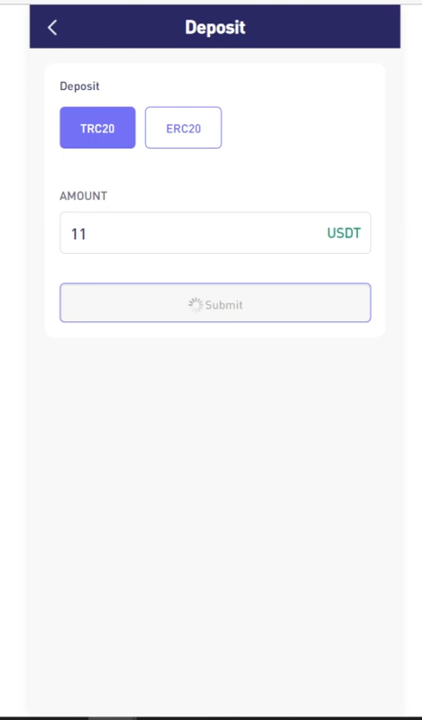 Deposit
Deposit
TRC20 ERC20
AMOUNT
11 USDT
Submit